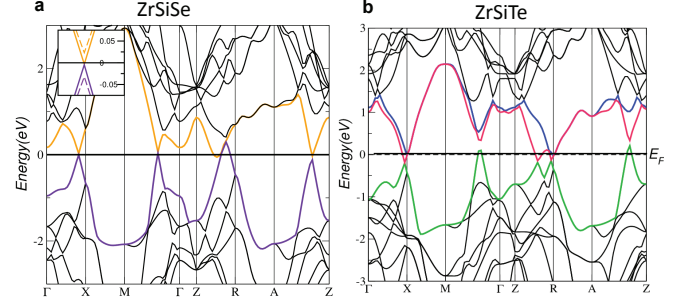 a
ZrSiSe
Energy(eV)
2
0
-2
0.05
0
-0.05
Γ X M Γ Z R A Z
b
ZrSiTe
Energy(eV)
3
2
1
0
-1
-2
-3
E_F
Γ X M Γ Z R A Z